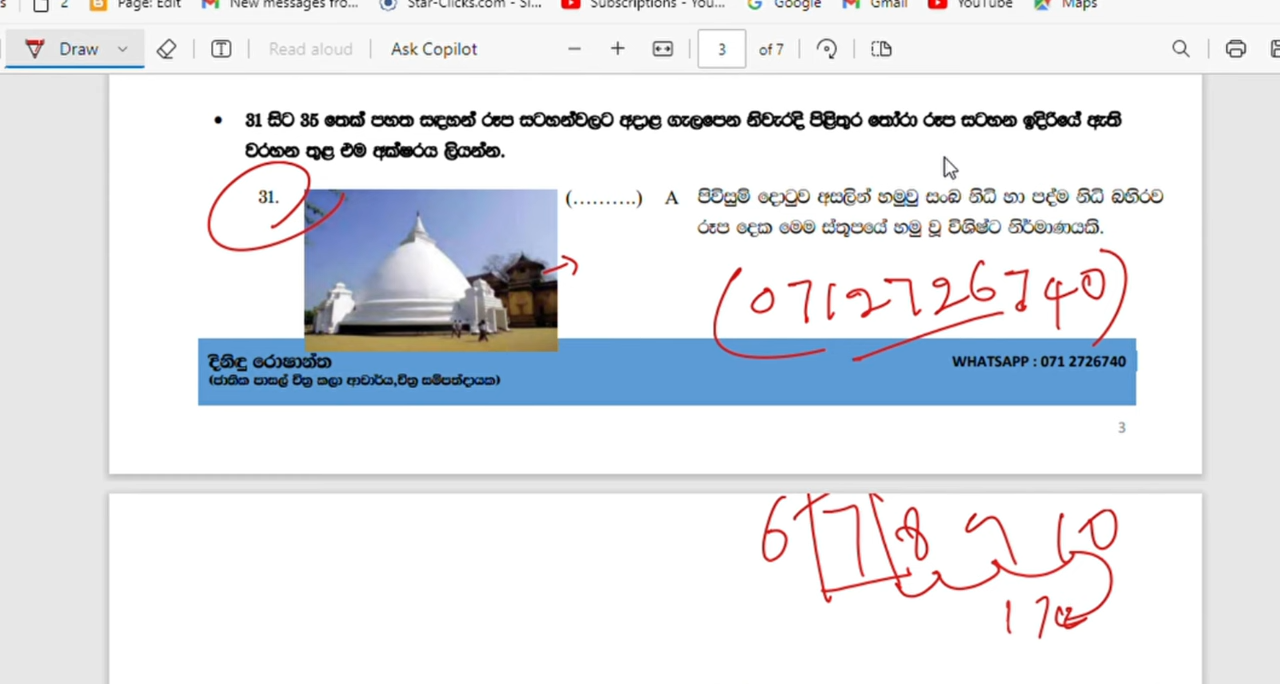 2 Page: Edit New messages fro... Star-Clicks.com - Si... Subscriptions - You... Google Gmail YouTube Maps
Draw Read aloud Ask Copilot 3 of 7
• 31 සිට 35 තෙක් පහත සඳහන් රූප සටහන්වලට අදාළ ගැලපෙන නිවැරදි පිළිතුර තෝරා රූප සටහන ඉදිරියේ ඇති
වරහන තුළ එම අක්ෂරය ලියන්න.
31. (..........) A පිවිසුම් දොටුව අසලින් හමුවූ සංඛ නිධි හා පද්ම නිධි බහිරව
රූප දෙක මෙම ස්තූපයේ හමු වූ විශිෂ්ට නිර්මාණයකි.
(0712726740)
දිනිඳු රොෂාන්ත WHATSAPP : 071 2726740
(ජාතික පාසල් චිත්‍ර කලා ආචාර්ය,චිත්‍ර සම්පත්දායක)
3
6 7 8 9 10